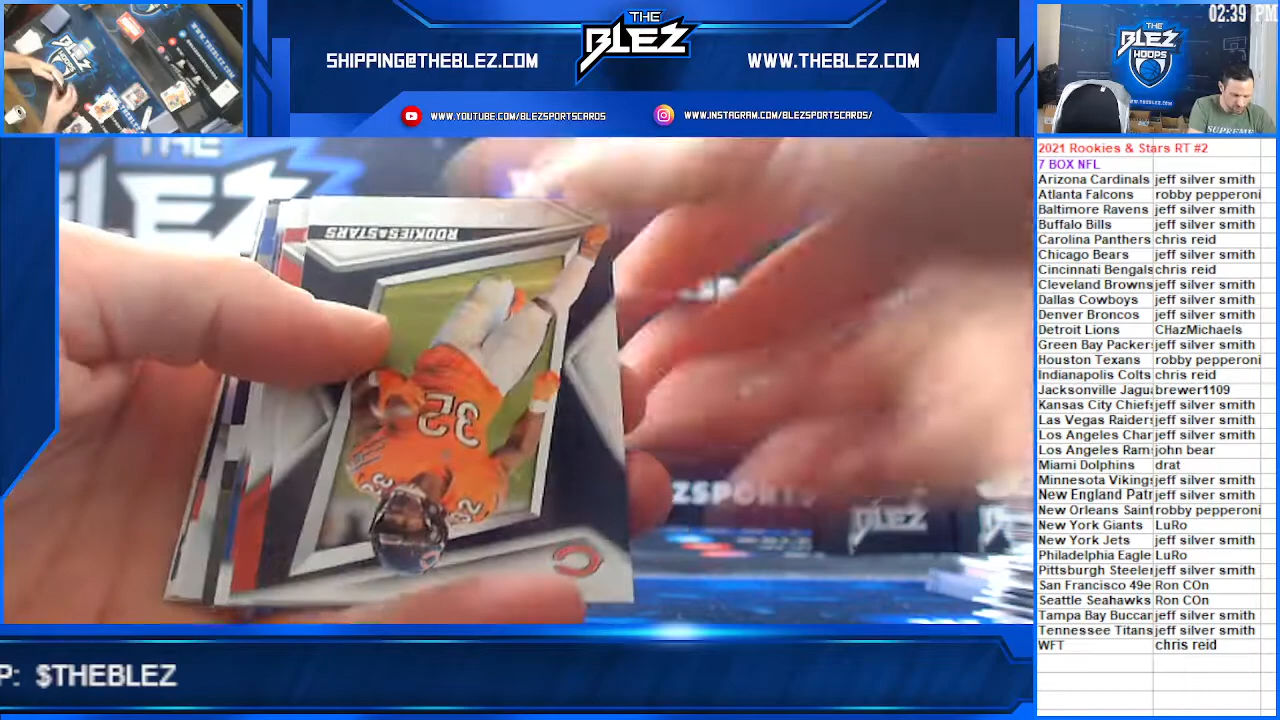 02:39 PM
THE
BLEZ
SHIPPING@THEBLEZ.COM
WWW.THEBLEZ.COM
WWW.YOUTUBE.COM/BLEZSPORTSCARDS
WWW.INSTAGRAM.COM/BLEZSPORTSCARDS/
THE
BLEZ
HOOPS
SUPREME
2021 Rookies & Stars RT #2
7 BOX NFL
Arizona Cardinals jeff silver smith
Atlanta Falcons robby pepperoni
Baltimore Ravens jeff silver smith
Buffalo Bills jeff silver smith
Carolina Panthers chris reid
Chicago Bears jeff silver smith
Cincinnati Bengals chris reid
Cleveland Browns jeff silver smith
Dallas Cowboys jeff silver smith
Denver Broncos jeff silver smith
Detroit Lions CHazMichaels
Green Bay Packer jeff silver smith
Houston Texans robby pepperoni
Indianapolis Colts chris reid
Jacksonville Jagu brewer1109
Kansas City Chief jeff silver smith
Las Vegas Raider jeff silver smith
Los Angeles Char jeff silver smith
Los Angeles Ram john bear
Miami Dolphins drat
Minnesota Viking jeff silver smith
New England Patr jeff silver smith
New Orleans Saint robby pepperoni
New York Giants LuRo
New York Jets jeff silver smith
Philadelphia Eagle LuRo
Pittsburgh Steeler jeff silver smith
San Francisco 49e Ron COn
Seattle Seahawks Ron COn
Tampa Bay Buccan jeff silver smith
Tennessee Titans jeff silver smith
WFT chris reid
ROOKIES&STARS
32
BLEZ
P: $THEBLEZ